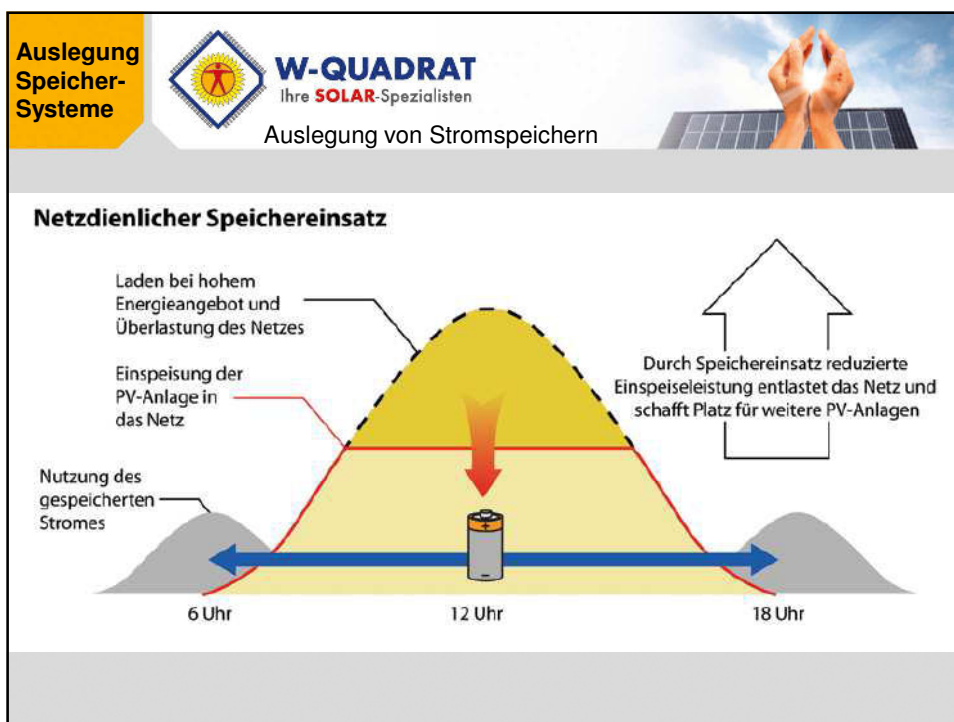 Auslegung
Speicher-
Systeme
W-QUADRAT
Ihre SOLAR-Spezialisten
Auslegung von Stromspeichern
Netzdienlicher Speichereinsatz
Laden bei hohem
Energieangebot und
Überlastung des Netzes
Einspeisung der
PV-Anlage in
das Netz
Nutzung des
gespeicherten
Stromes
Durch Speichereinsatz reduzierte
Einspeiseleistung entlastet das Netz und
schafft Platz für weitere PV-Anlagen
+
–
6 Uhr
12 Uhr
18 Uhr